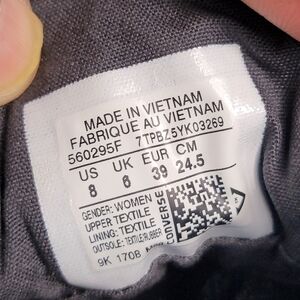 MADE IN VIETNAM
FABRIQUE AU VIETNAM
560295F 7TPBZ5YK03269
US UK EUR CM
8 6 39 24.5
GENDER: WOMEN
UPPER: TEXTILE
LINING: TEXTILE
OUTSOLE: TEXTILE/RUBBER
9K 1708
CONVERSE